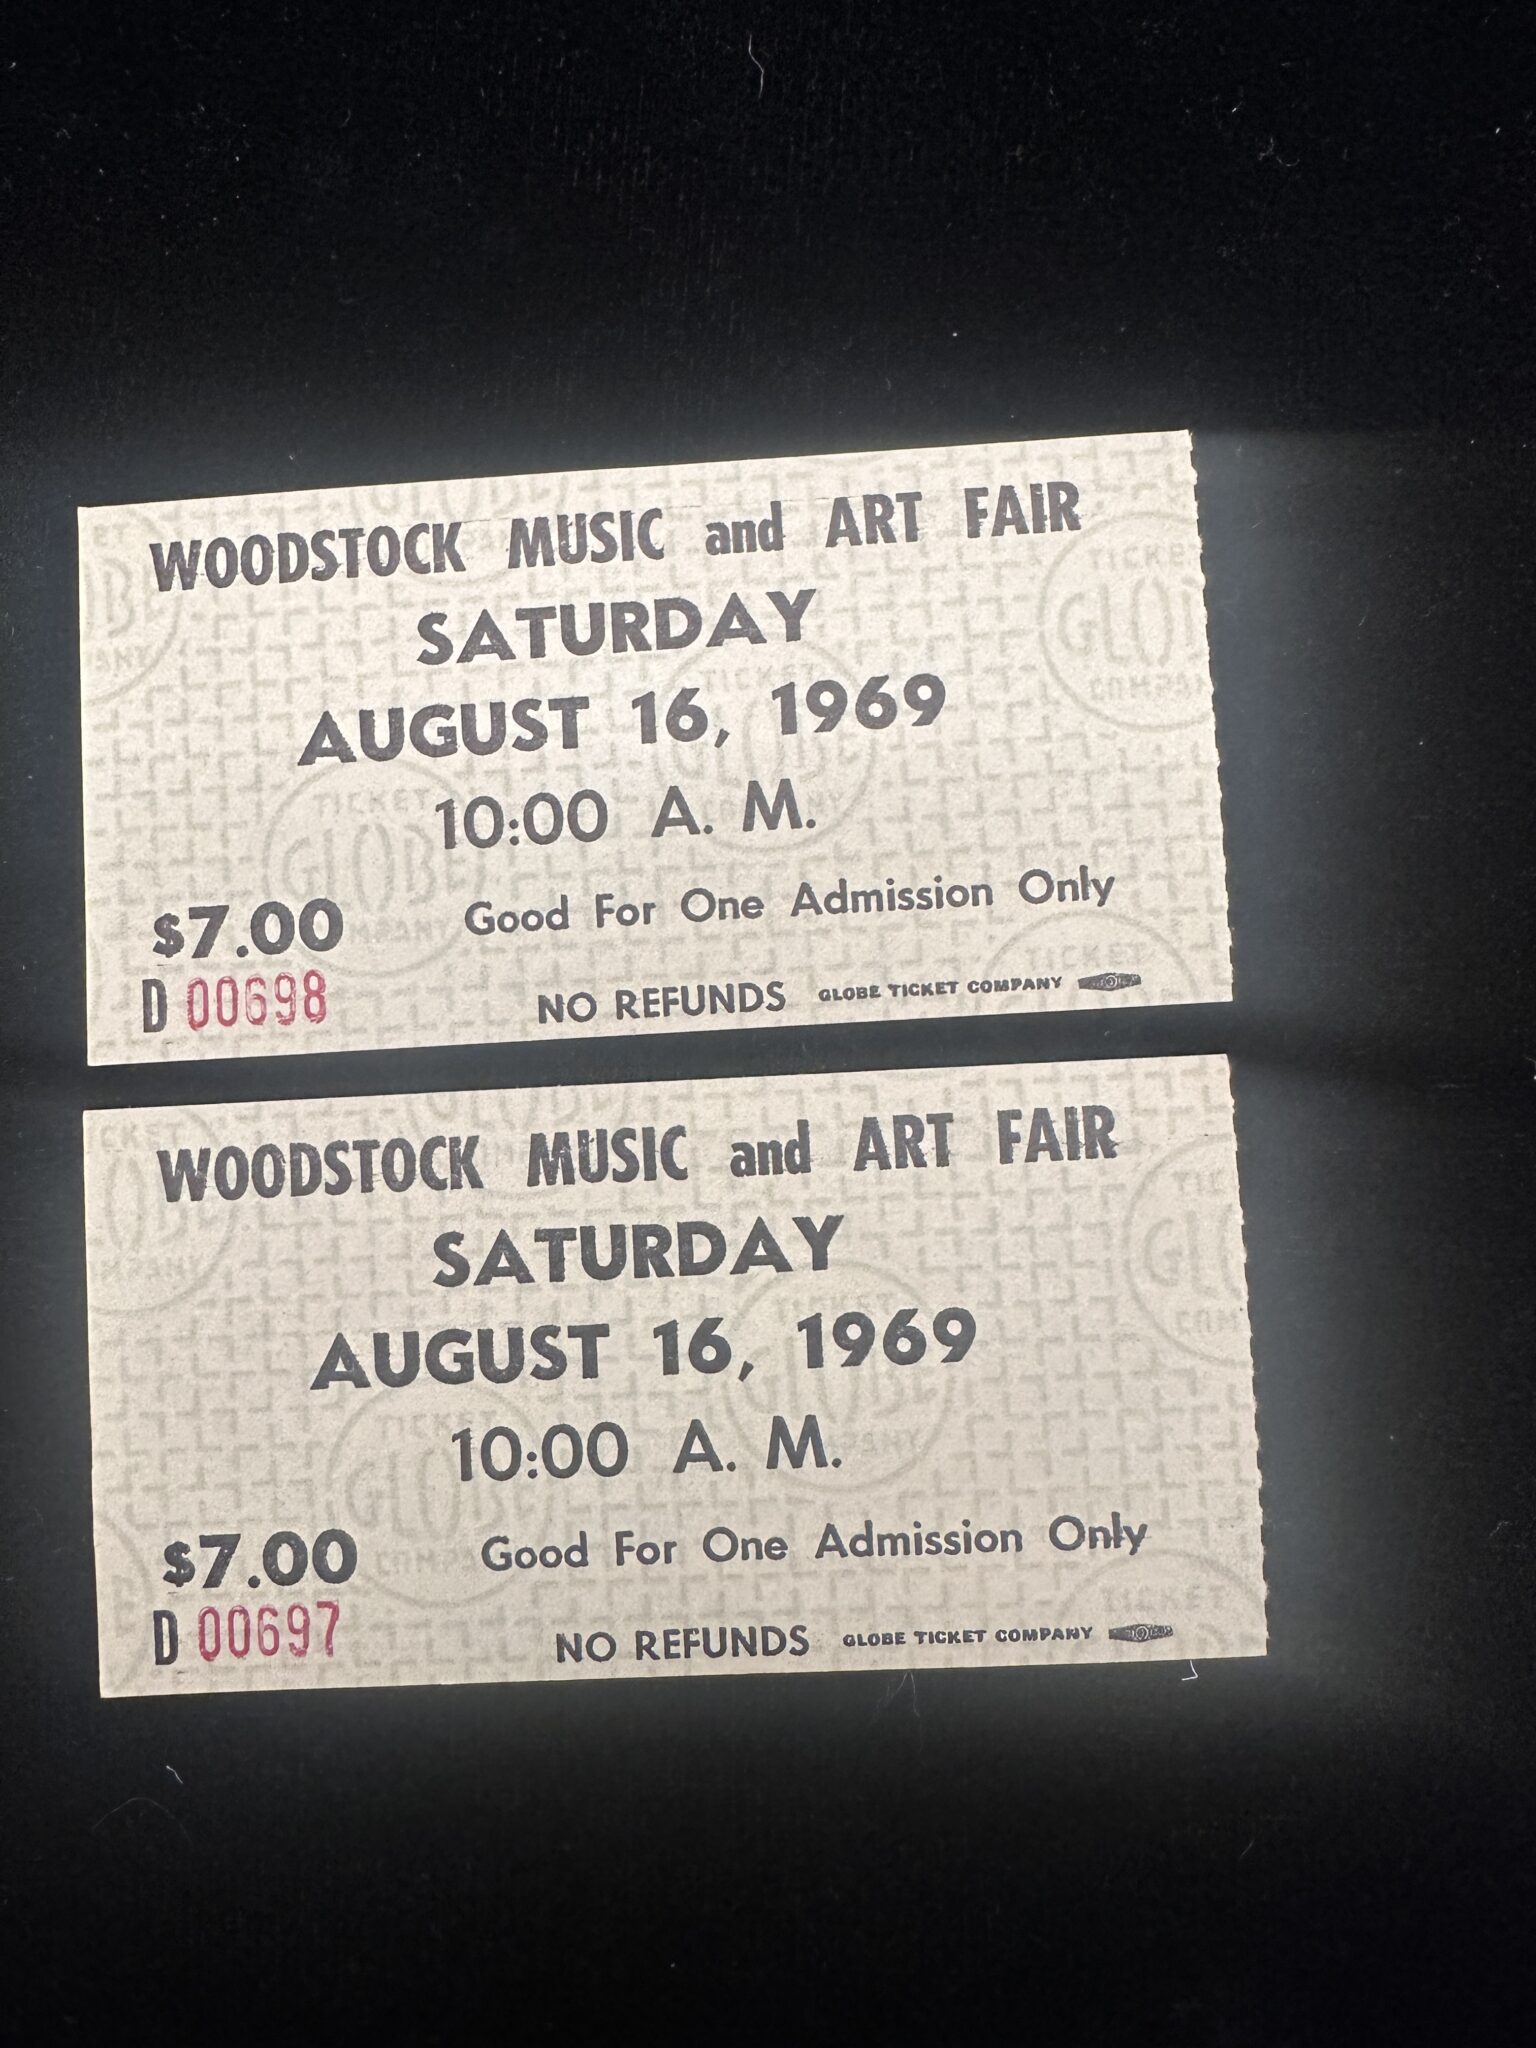 WOODSTOCK MUSIC and ART FAIR
SATURDAY
AUGUST 16, 1969
10:00 A. M.
$7.00 Good For One Admission Only
D 00698 NO REFUNDS GLOBE TICKET COMPANY
WOODSTOCK MUSIC and ART FAIR
SATURDAY
AUGUST 16, 1969
10:00 A. M.
$7.00 Good For One Admission Only
D 00697 NO REFUNDS GLOBE TICKET COMPANY